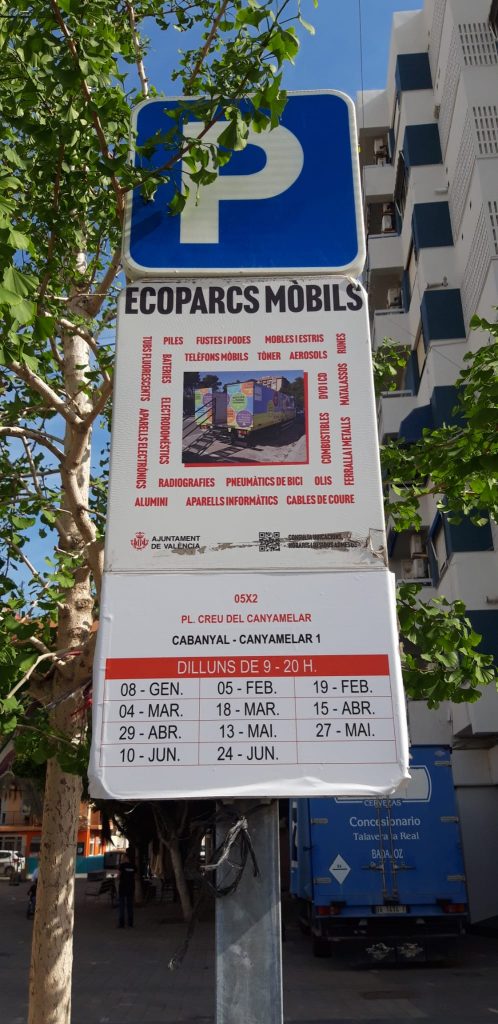 P
ECOPARCS MÒBILS
PILES FUSTES I PODES MOBLES I ESTRIS
TELÈFONS MÒBILS TÒNER AEROSOLS
RUNES
MATALASSOS
FERRALLA I METALLS
DVD I CD
COMBUSTIBLES
TUBS FLUORESCENTS
APARELLS ELECTRÒNICS
BATERIES
ELECTRODOMÈSTICS
RADIOGRAFIES PNEUMÀTICS DE BICI OLIS
ALUMINI APARELLS INFORMÀTICS CABLES DE COURE
AJUNTAMENT
DE VALÈNCIA
CONSULTA UBICACIONS,
05X2
PL. CREU DEL CANYAMELAR
CABANYAL - CANYAMELAR 1
DILLUNS DE 9 - 20 H.
08 - GEN. 05 - FEB. 19 - FEB.
04 - MAR. 18 - MAR. 15 - ABR.
29 - ABR. 13 - MAI. 27 - MAI.
10 - JUN. 24 - JUN.
CERVEZAS
Concesionario
Talavera la Real
BADAJOZ